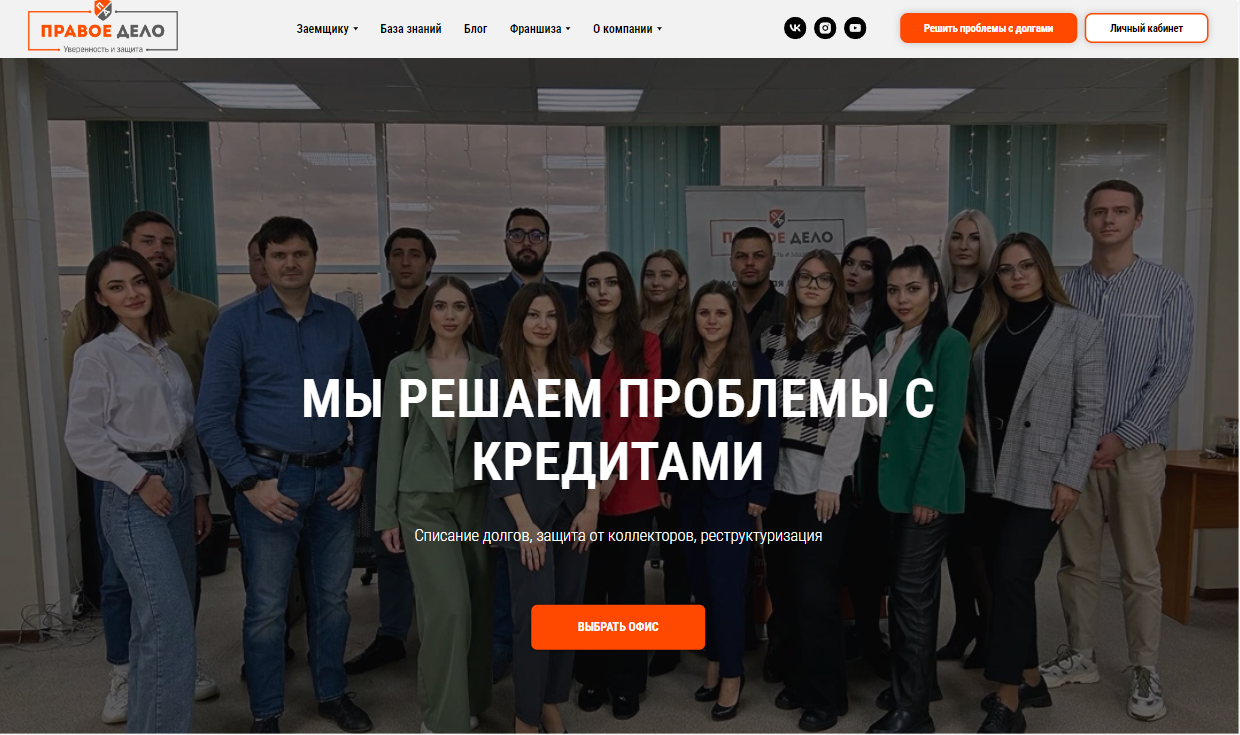 ПРАВОЕ ДЕЛО
Уверенность и защита
Заемщику
База знаний
Блог
Франшиза
О компании
Решить проблемы с долгами
Личный кабинет
ПРАВОЕ ДЕЛО
МЫ РЕШАЕМ ПРОБЛЕМЫ С
КРЕДИТАМИ
Списание долгов, защита от коллекторов, реструктуризация
ВЫБРАТЬ ОФИС